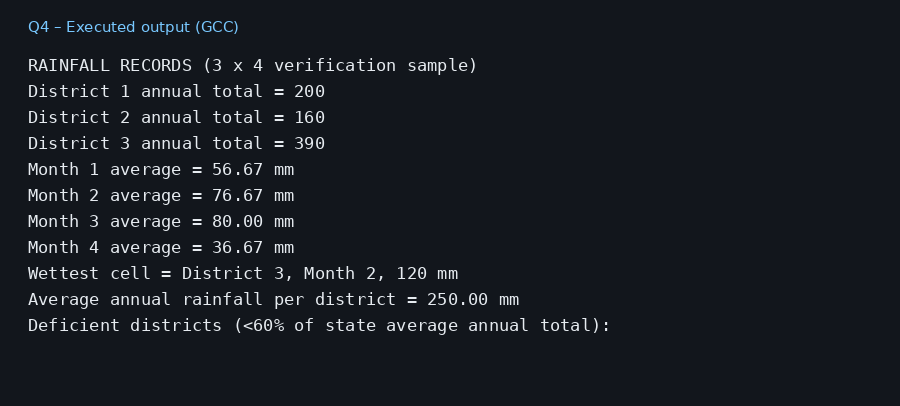 Q4 – Executed output (GCC)
RAINFALL RECORDS (3 x 4 verification sample)
District 1 annual total = 200
District 2 annual total = 160
District 3 annual total = 390
Month 1 average = 56.67 mm
Month 2 average = 76.67 mm
Month 3 average = 80.00 mm
Month 4 average = 36.67 mm
Wettest cell = District 3, Month 2, 120 mm
Average annual rainfall per district = 250.00 mm
Deficient districts (<60% of state average annual total):